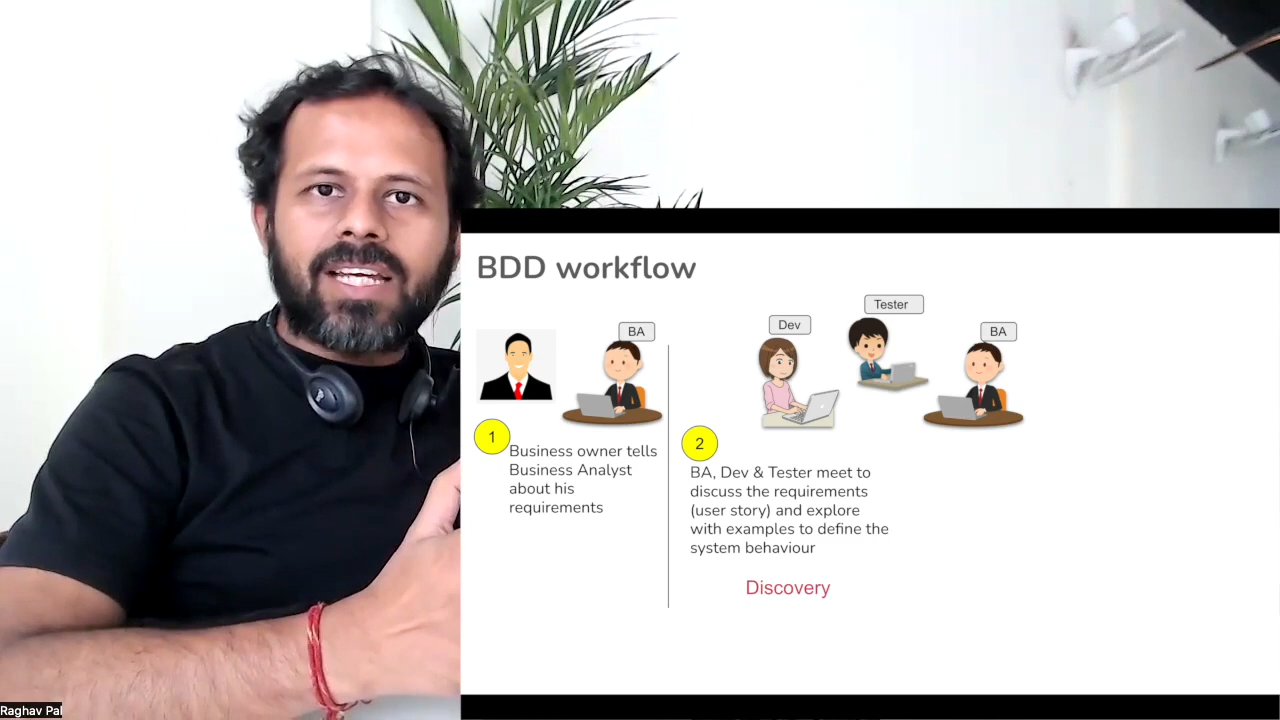 BDD workflow
BA
Dev
Tester
BA
1
Business owner tells
Business Analyst
about his
requirements
2
BA, Dev & Tester meet to
discuss the requirements
(user story) and explore
with examples to define the
system behaviour
Discovery
Raghav Pal